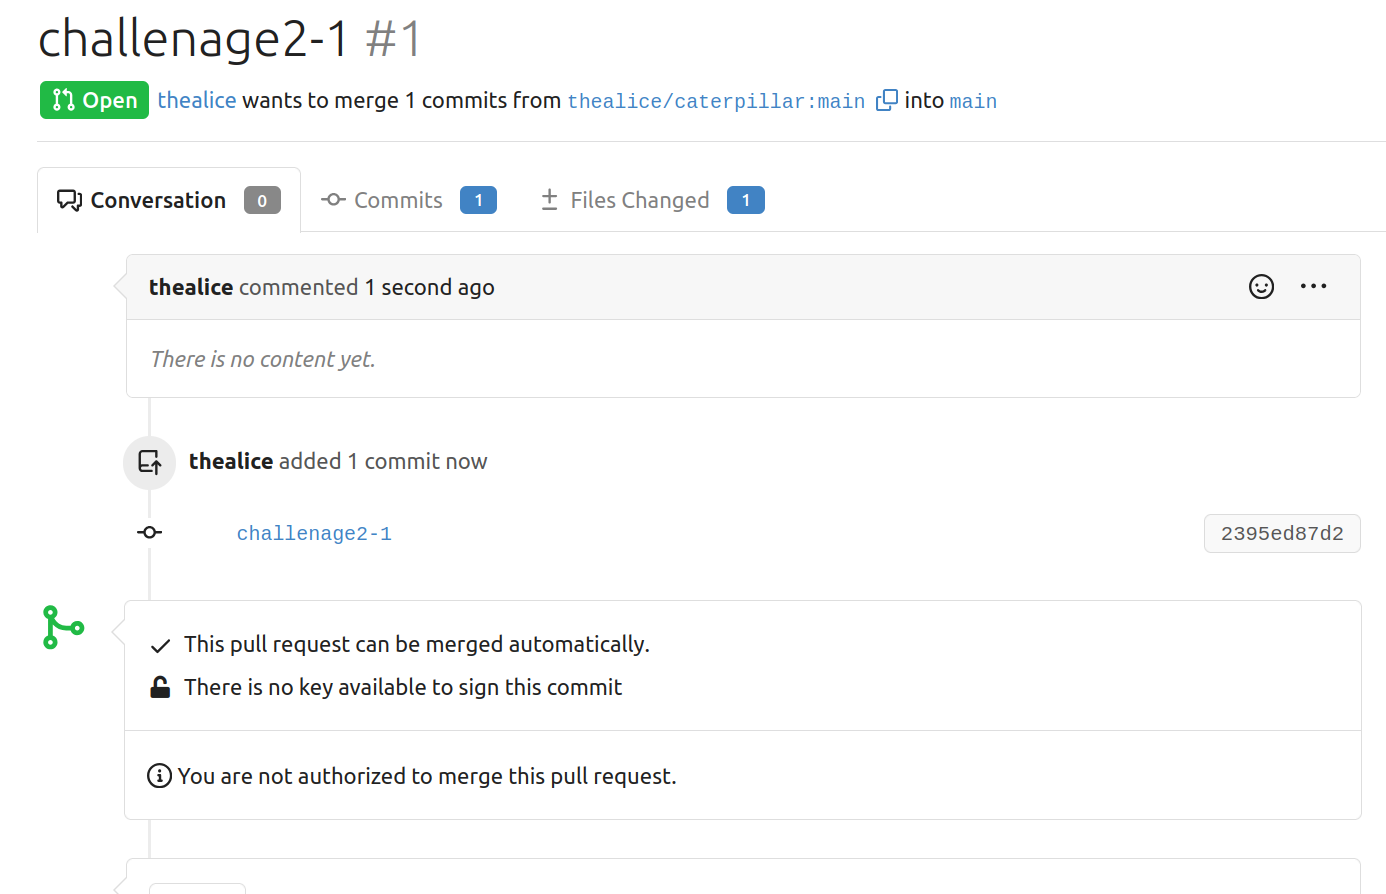 challenage2-1 #1
Open thealice wants to merge 1 commits from thealice/caterpillar:main into main
Conversation 0 Commits 1 Files Changed 1
thealice commented 1 second ago
There is no content yet.
thealice added 1 commit now
challenage2-1 2395ed87d2
This pull request can be merged automatically.
There is no key available to sign this commit
You are not authorized to merge this pull request.